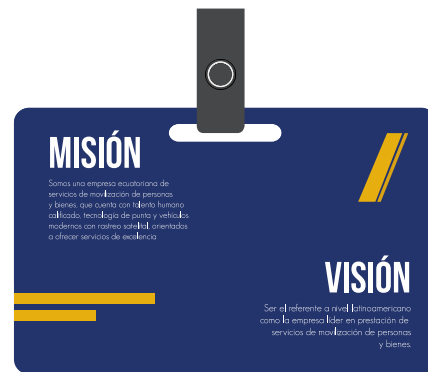 MISIÓN
Somos una empresa ecuatoriana de
servicios de movilización de personas
y bienes, que cuenta con talento humano
calificado, tecnología de punta y vehículos
modernos con rastreo satelital, orientados
a ofrecer servicios de excelencia
VISIÓN
Ser el referente a nivel latinoamericano
como la empresa líder en prestación de
servicios de movilización de personas
y bienes.